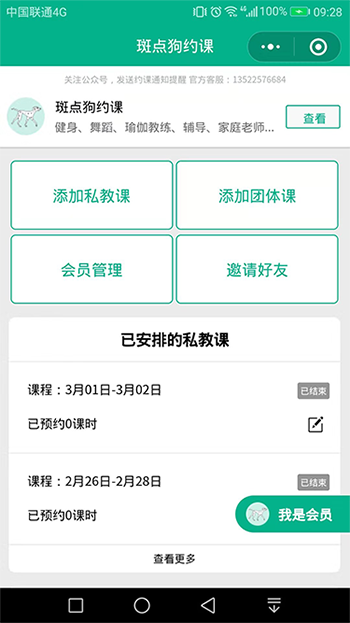 中国联通4G 4G 100% 09:28
斑点狗约课
关注公众号，发送约课通知提醒 官方客服：13522576684
斑点狗约课
健身、舞蹈、瑜伽教练、辅导、家庭老师...
查看
添加私教课 添加团体课
会员管理 邀请好友
已安排的私教课
课程：3月01日-3月02日 已结束
已预约0课时
课程：2月26日-2月28日 已结束
已预约0课时
我是会员
查看更多